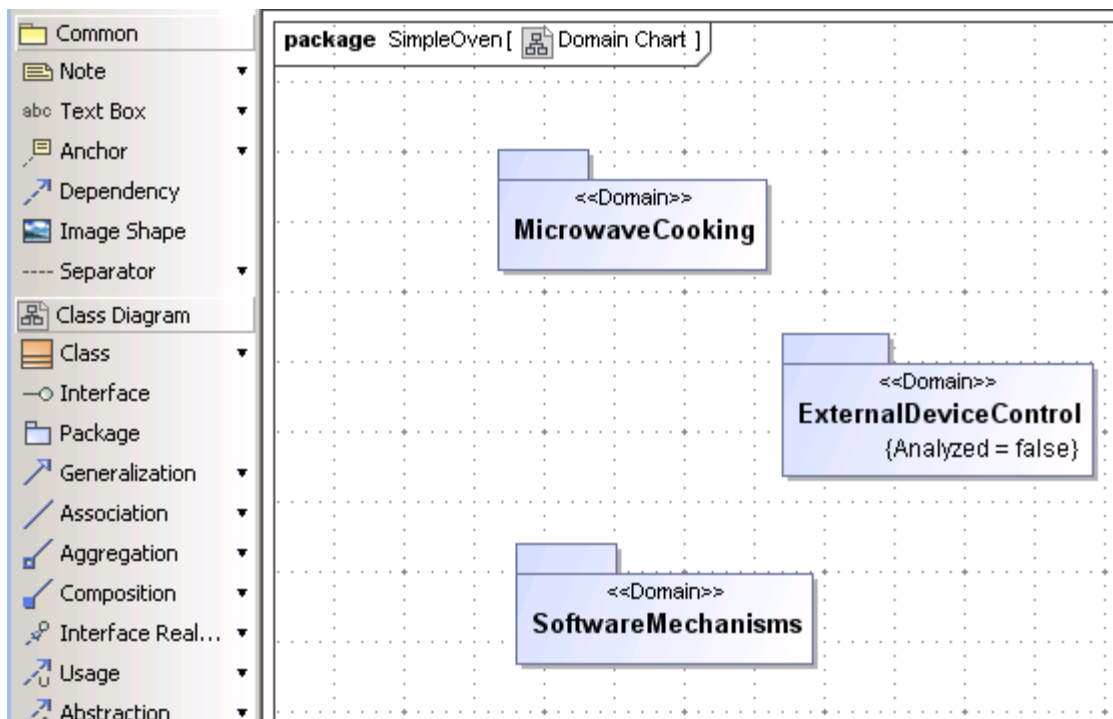 Common
Note
abc Text Box
Anchor
Dependency
Image Shape
Separator
Class Diagram
Class
Interface
Package
Generalization
Association
Aggregation
Composition
Interface Real...
Usage
Abstraction
package SimpleOven [ Domain Chart ]
<<Domain>>
MicrowaveCooking
<<Domain>>
ExternalDeviceControl
{Analyzed = false}
<<Domain>>
SoftwareMechanisms